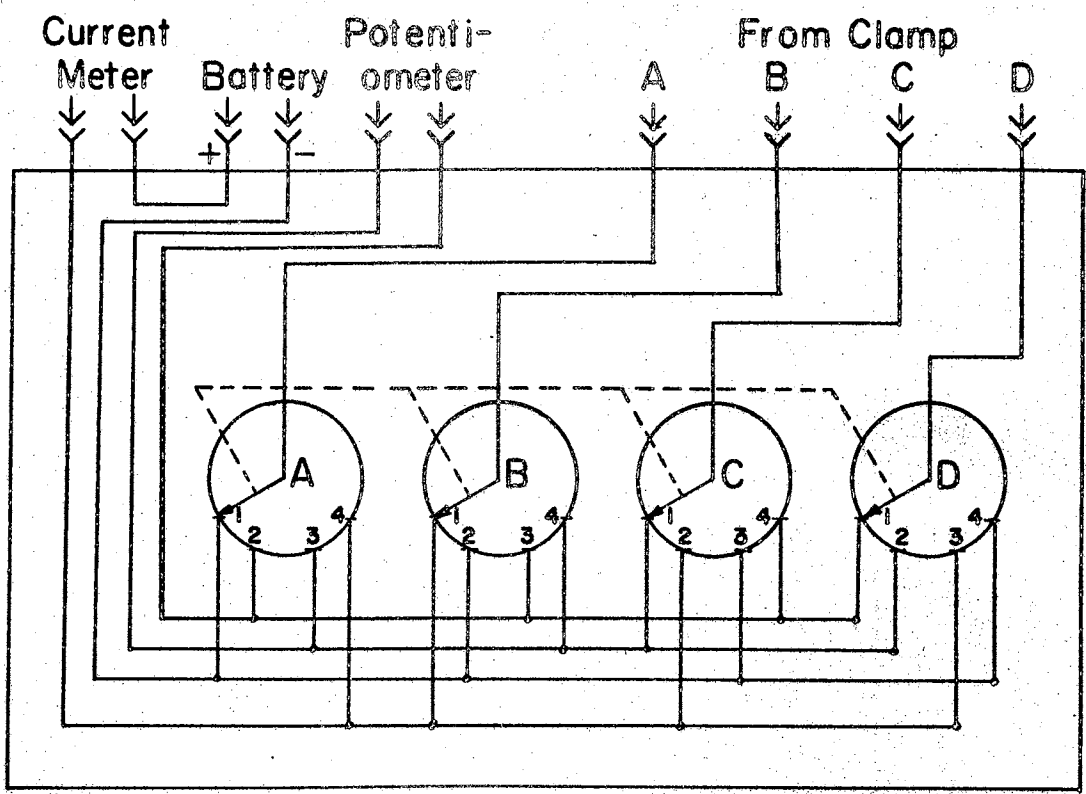 Current Potenti- From Clamp
Meter Battery ometer A B C D
+ -
A B C D
1 4 1 4 1 4 1 4
2 3 2 3 2 3 2 3